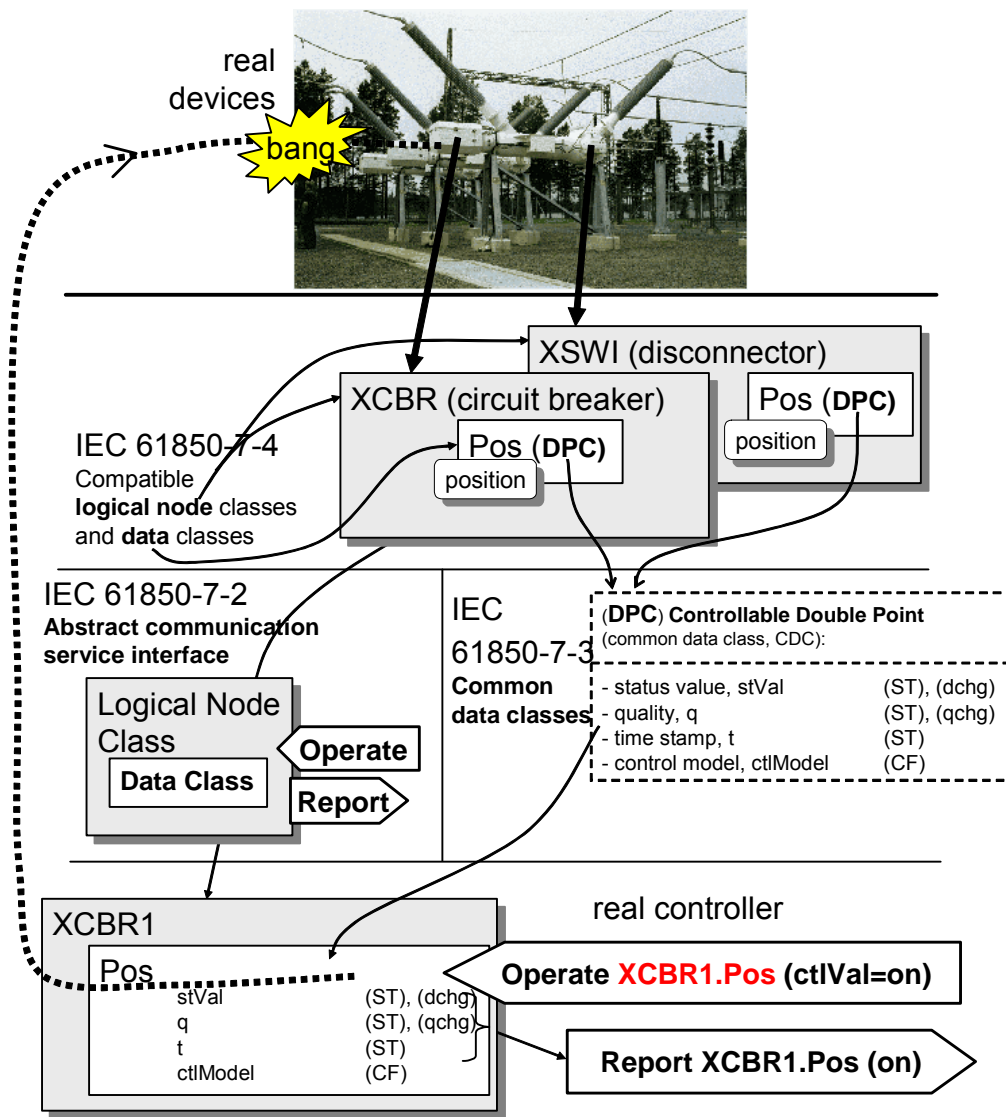 real
devices
bang
XSWI (disconnector)
Pos (DPC)
position
XCBR (circuit breaker)
Pos (DPC)
position
IEC 61850-7-4
Compatible
logical node classes
and data classes
IEC 61850-7-2
Abstract communication
service interface
Logical Node
Class
Data Class
Operate
Report
IEC
61850-7-3
Common
data classes
(DPC) Controllable Double Point
(common data class, CDC):
- status value, stVal (ST), (dchg)
- quality, q (ST), (qchg)
- time stamp, t (ST)
- control model, ctlModel (CF)
real controller
XCBR1
Pos
stVal (ST), (dchg)
q (ST), (qchg)
t (ST)
ctlModel (CF)
Operate XCBR1.Pos (ctlVal=on)
Report XCBR1.Pos (on)